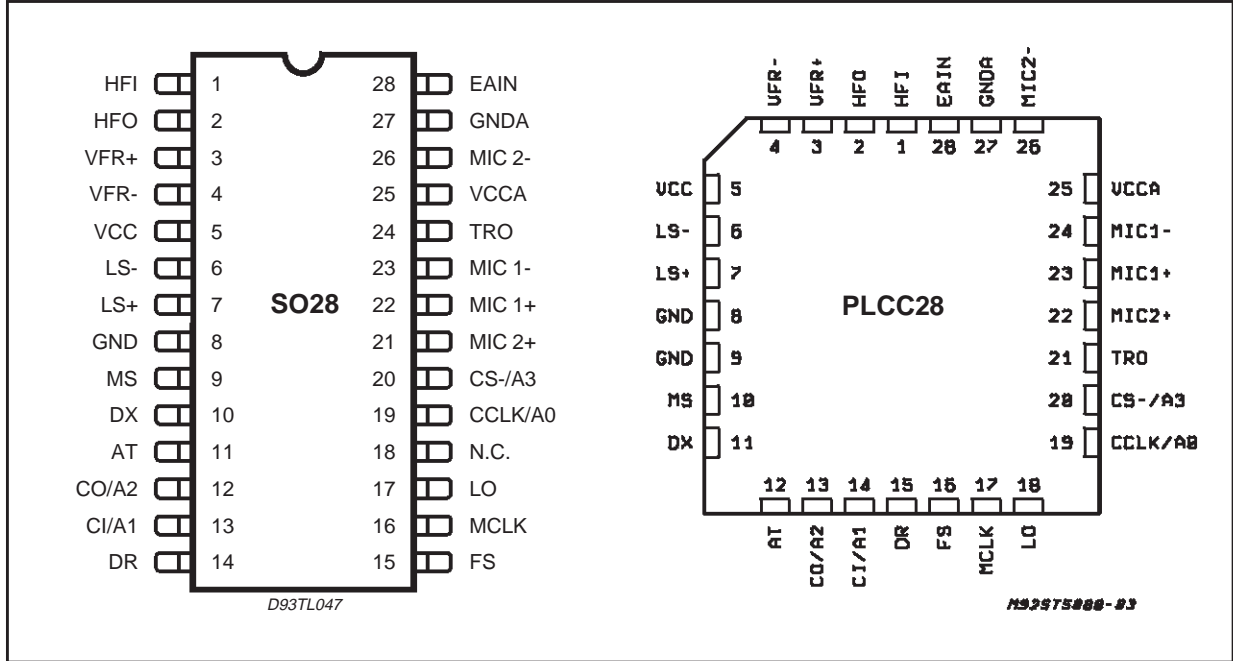 HFI 1 28 EAIN
HFO 2 27 GNDA
VFR+ 3 26 MIC 2-
VFR- 4 25 VCCA
VCC 5 24 TRO
LS- 6 23 MIC 1-
LS+ 7 SO28 22 MIC 1+
GND 8 21 MIC 2+
MS 9 20 CS-/A3
DX 10 19 CCLK/A0
AT 11 18 N.C.
CO/A2 12 17 LO
CI/A1 13 16 MCLK
DR 14 15 FS
D93TL047
VFR- VFR+ HFO HFI EAIN GNDA MIC2-
4 3 2 1 28 27 26
VCC 5 25 VCCA
LS- 6 24 MIC1-
LS+ 7 23 MIC1+
GND 8 PLCC28 22 MIC2+
GND 9 21 TRO
MS 10 20 CS-/A3
DX 11 19 CCLK/A0
12 13 14 15 16 17 18
AT CO/A2 CI/A1 DR FS MCLK LO
M92ST5080-03